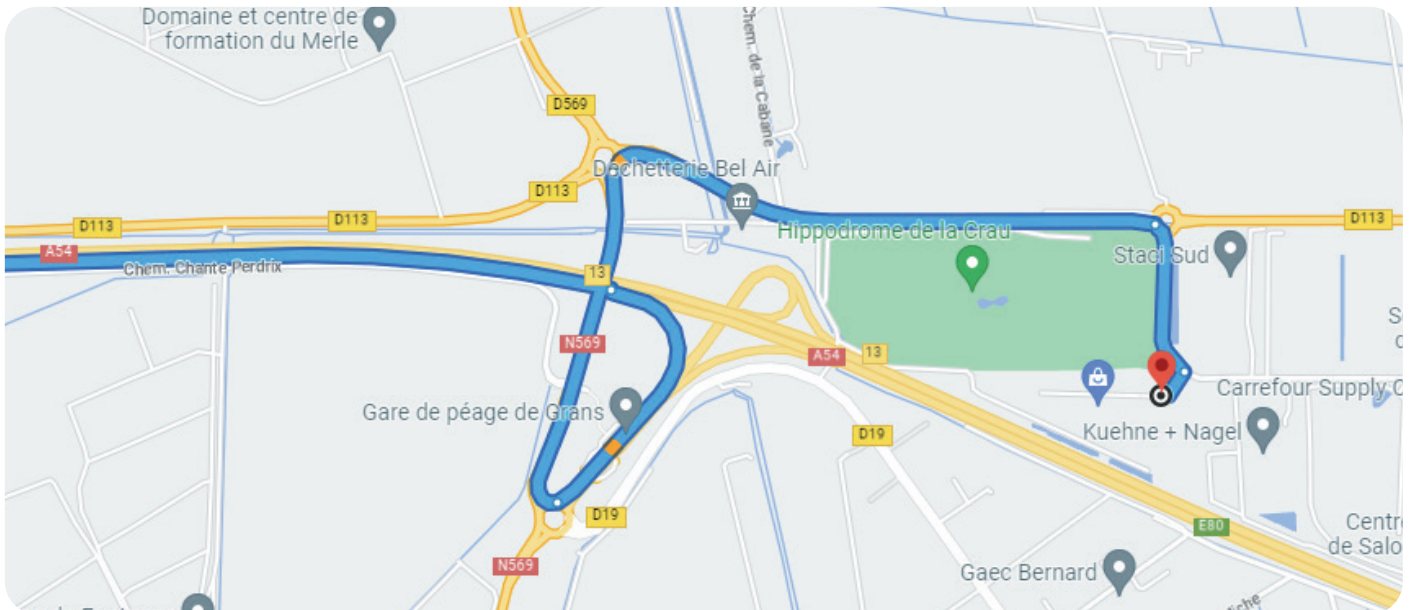 Domaine et centre de
formation du Merle
Chem. de la Cabane
D569
Dechetterie Bel Air
D113
D113
D113
D113
Hippodrome de la Crau
Staci Sud
A54
Chem. Chante Perdrix
13
N569
A54
13
Carrefour Supply C
Gare de péage de Grans
Kuehne + Nagel
D19
D19
E80
Centr
de Salo
N569
Gaec Bernard